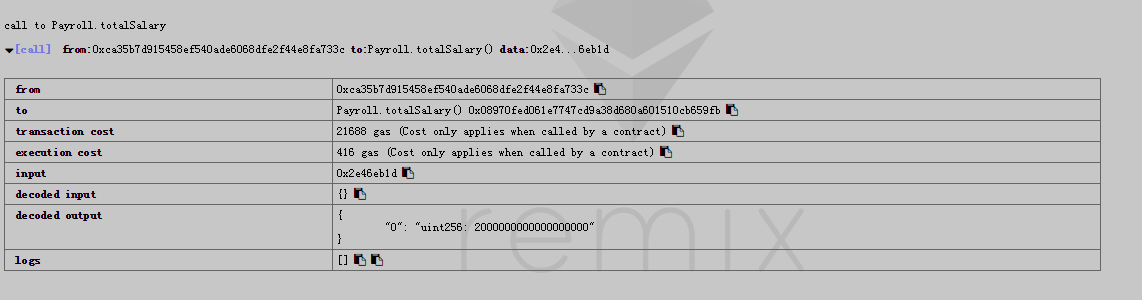 call to Payroll.totalSalary
[call] from:0xca35b7d915458ef540ade6068dfe2f44e8fa733c to:Payroll.totalSalary() data:0x2e4...6eb1d
from 0xca35b7d915458ef540ade6068dfe2f44e8fa733c
to Payroll.totalSalary() 0x08970fed061e7747cd9a38d680a601510cb659fb
transaction cost 21688 gas (Cost only applies when called by a contract)
execution cost 416 gas (Cost only applies when called by a contract)
input 0x2e46eb1d
decoded input {}
decoded output {
"0": "uint256: 2000000000000000000"
}
logs []
remix